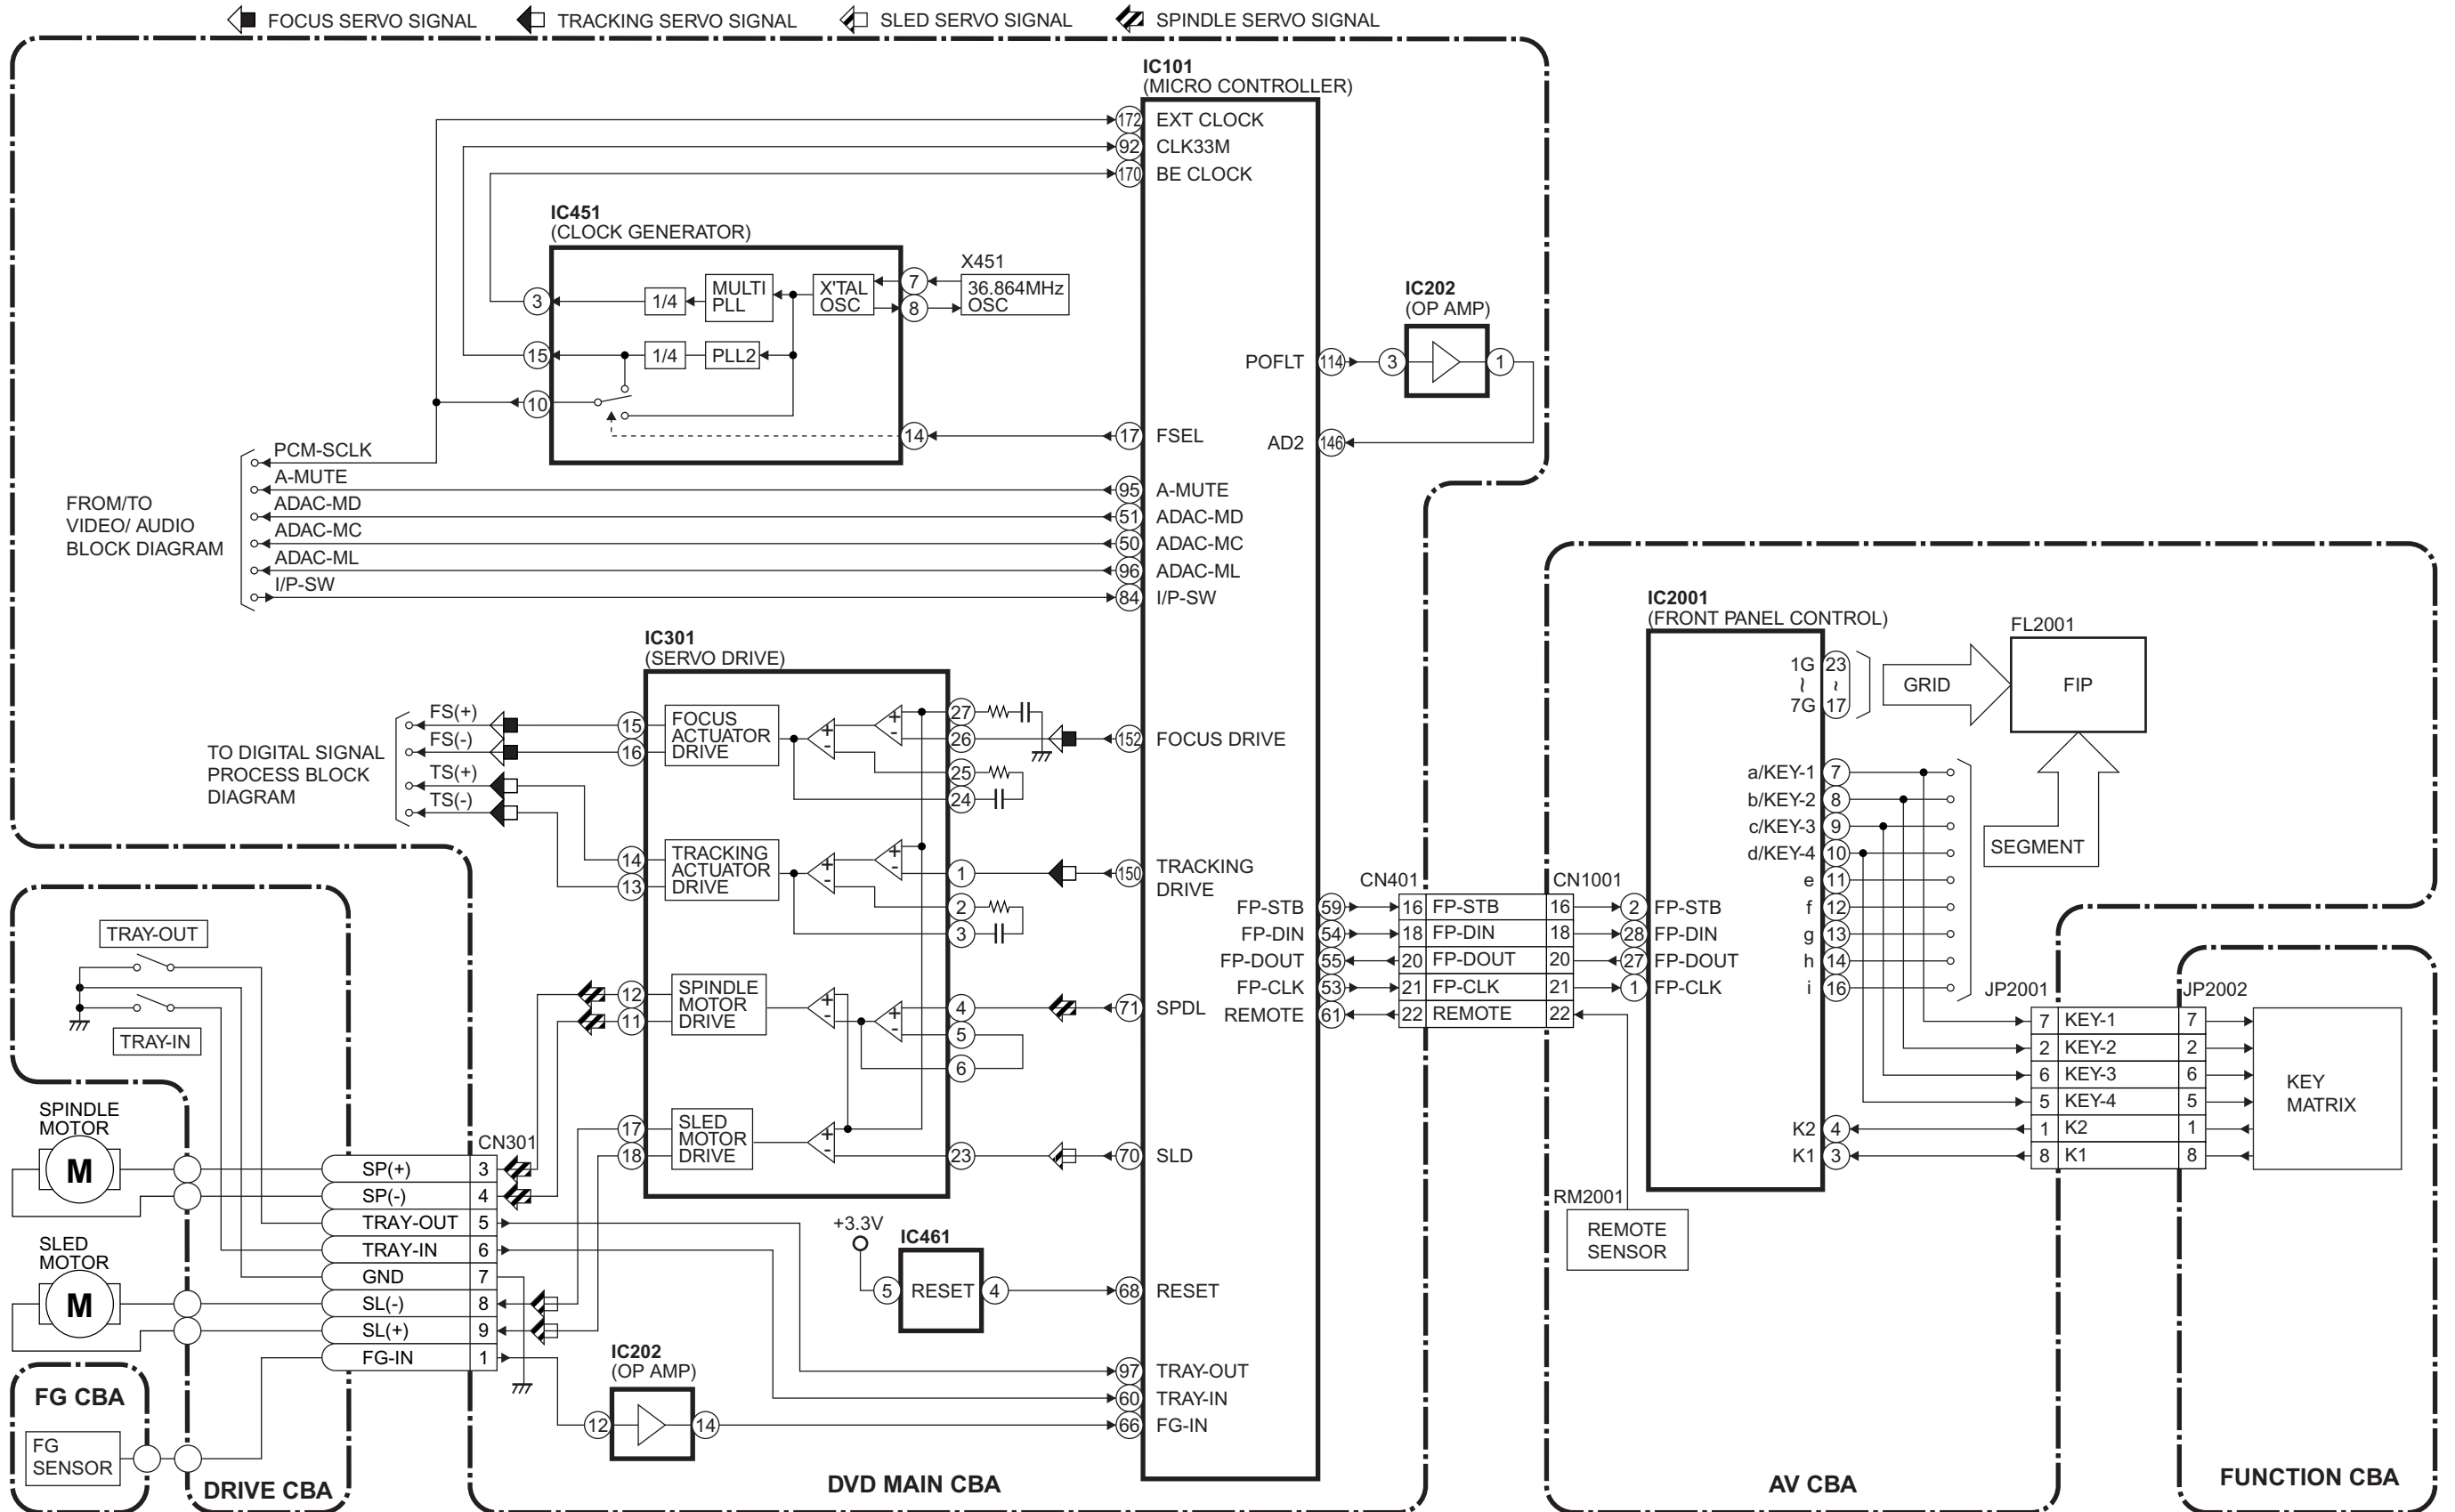 FOCUS SERVO SIGNAL
TRACKING SERVO SIGNAL
SLED SERVO SIGNAL
SPINDLE SERVO SIGNAL
IC101
(MICRO CONTROLLER)
172 EXT CLOCK
92 CLK33M
170 BE CLOCK
IC451
(CLOCK GENERATOR)
3
1/4
MULTI
PLL
X'TAL
OSC
7
8
X451
36.864MHz
OSC
15
1/4
PLL2
10
14
17 FSEL
IC202
(OP AMP)
POFLT 114
3
1
AD2 146
FROM/TO
VIDEO/ AUDIO
BLOCK DIAGRAM
PCM-SCLK
A-MUTE
ADAC-MD
ADAC-MC
ADAC-ML
I/P-SW
95 A-MUTE
51 ADAC-MD
50 ADAC-MC
96 ADAC-ML
84 I/P-SW
IC301
(SERVO DRIVE)
TO DIGITAL SIGNAL
PROCESS BLOCK
DIAGRAM
FS(+)
FS(-)
TS(+)
TS(-)
15
16
FOCUS
ACTUATOR
DRIVE
+
-
+
-
27
26
25
24
152 FOCUS DRIVE
14
13
TRACKING
ACTUATOR
DRIVE
+
-
+
-
1
2
3
150 TRACKING
DRIVE
12
11
SPINDLE
MOTOR
DRIVE
+
-
+
-
4
5
6
71 SPDL
17
18
SLED
MOTOR
DRIVE
+
-
23
70 SLD
FP-STB 59
FP-DIN 54
FP-DOUT 55
FP-CLK 53
REMOTE 61
CN401
CN1001
16 FP-STB 16
18 FP-DIN 18
20 FP-DOUT 20
21 FP-CLK 21
22 REMOTE 22
2 FP-STB
28 FP-DIN
27 FP-DOUT
1 FP-CLK
IC2001
(FRONT PANEL CONTROL)
1G 23
~ ~
7G 17
GRID
FL2001
FIP
SEGMENT
a/KEY-1 7
b/KEY-2 8
c/KEY-3 9
d/KEY-4 10
e 11
f 12
g 13
h 14
i 16
K2 4
K1 3
JP2001
JP2002
7 KEY-1 7
2 KEY-2 2
6 KEY-3 6
5 KEY-4 5
1 K2 1
8 K1 8
KEY
MATRIX
RM2001
REMOTE
SENSOR
TRAY-OUT
TRAY-IN
SPINDLE
MOTOR
M
SLED
MOTOR
M
CN301
SP(+) 3
SP(-) 4
TRAY-OUT 5
TRAY-IN 6
GND 7
SL(-) 8
SL(+) 9
FG-IN 1
+3.3V
IC461
5
RESET
4
68 RESET
IC202
(OP AMP)
12
14
97 TRAY-OUT
60 TRAY-IN
66 FG-IN
FG CBA
FG
SENSOR
DRIVE CBA
DVD MAIN CBA
AV CBA
FUNCTION CBA